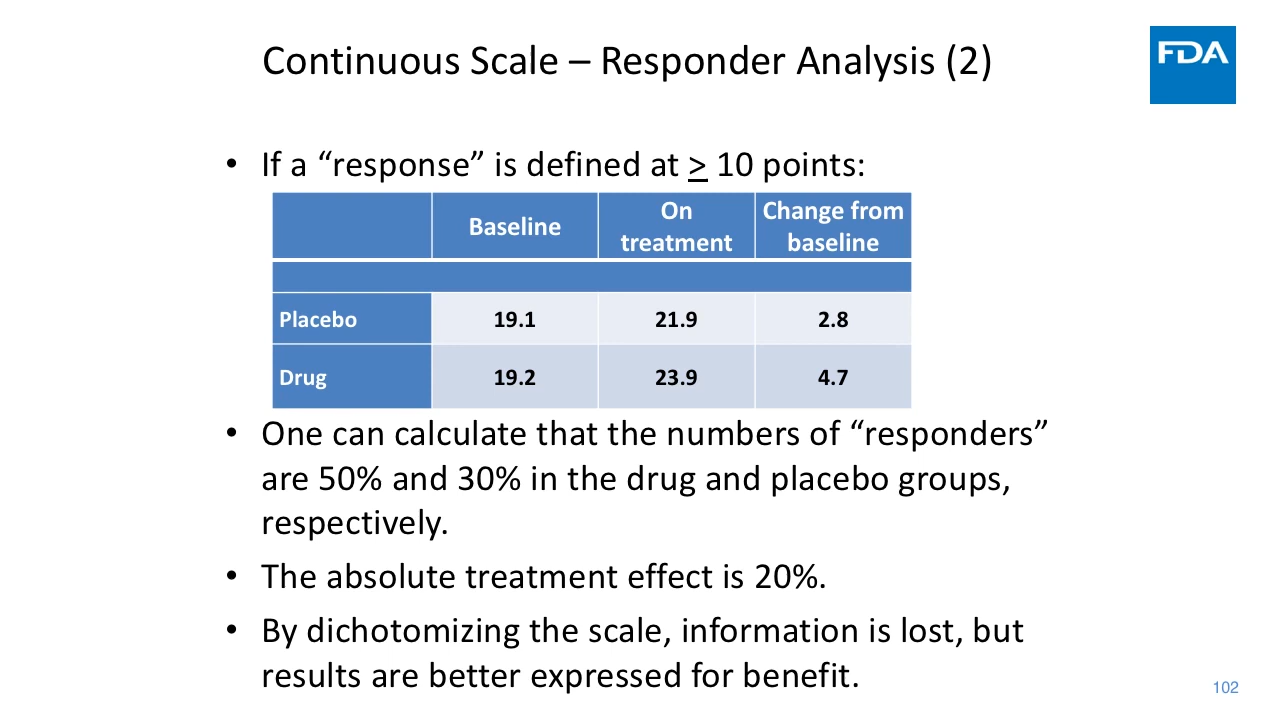 Continuous Scale – Responder Analysis (2)
FDA
• If a “response” is defined at > 10 points:
Baseline
On treatment
Change from baseline
Placebo 19.1 21.9 2.8
Drug 19.2 23.9 4.7
• One can calculate that the numbers of “responders”
are 50% and 30% in the drug and placebo groups,
respectively.
• The absolute treatment effect is 20%.
• By dichotomizing the scale, information is lost, but
results are better expressed for benefit.
102